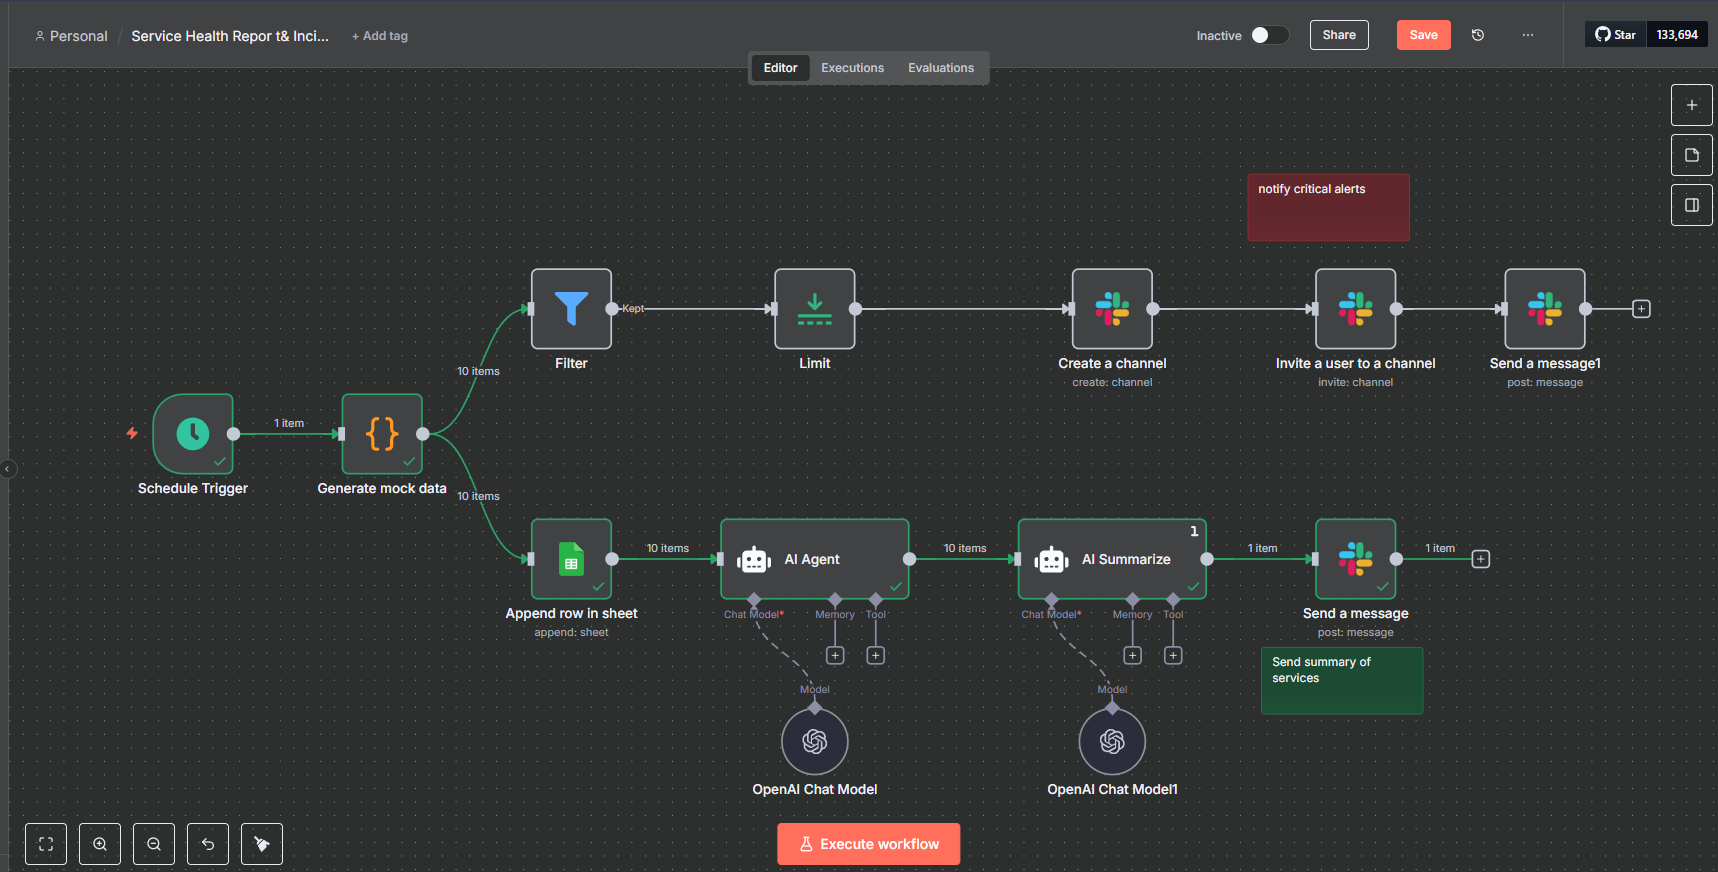 Personal / Service Health Repor t& Inci... + Add tag
Inactive
Share
Save
...
Star 133,694
Editor Executions Evaluations
notify critical alerts
Kept
Filter
Limit
Create a channel
create: channel
Invite a user to a channel
invite: channel
Send a message1
post: message
10 items
1 item
Schedule Trigger
{}
Generate mock data
10 items
Append row in sheet
append: sheet
10 items
AI Agent
Chat Model*
Memory
Tool
10 items
1
AI Summarize
Chat Model*
Memory
Tool
1 item
Send a message
post: message
1 item
Send summary of
services
Model
OpenAI Chat Model
Model
OpenAI Chat Model1
Execute workflow